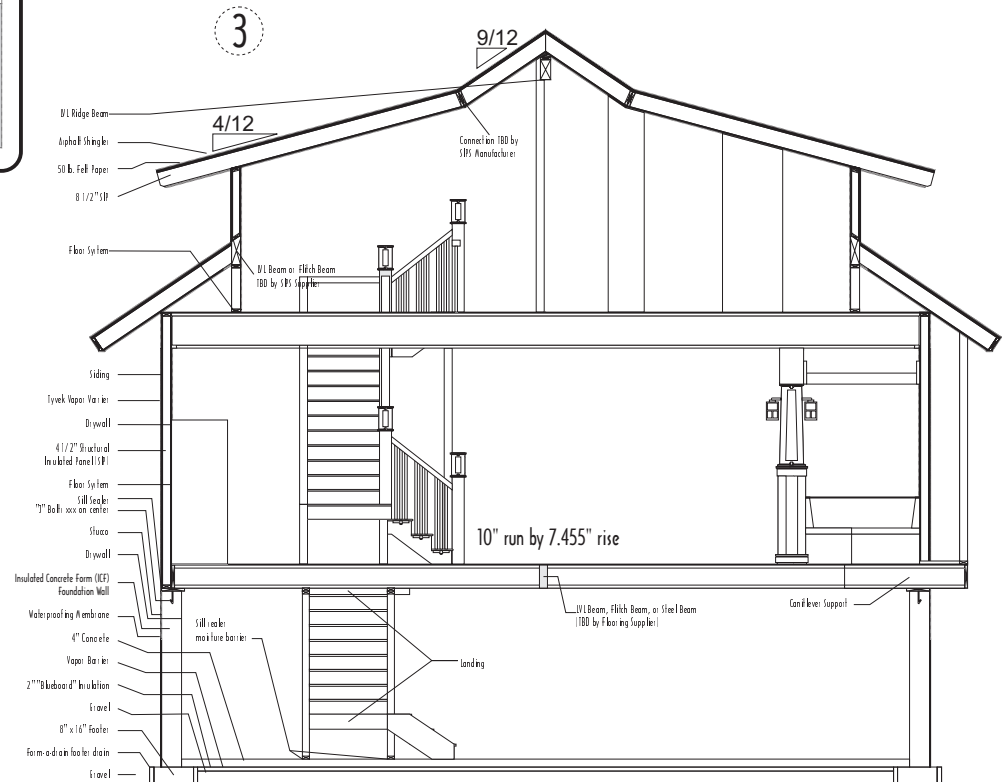 3
9/12
LVL Ridge Beam
4/12
Asphalt Shingles
Connection TBD by
SIPS Manufacturer
50 lb. Felt Paper
8 1/2" SIP
Floor System
LVL Beam or Flitch Beam
TBD by SIPS Supplier
Siding
Tyvek Vapor Varrier
Drywall
4 1/2" Structural
Insulated Panel (SIP)
Floor System
Sill Sealer
"J" Bolts xxx on center
Stucco
10" run by 7.455" rise
Drywall
Insulated Concrete Form (ICF)
Foundation Wall
Waterproofing Membrane
Sill sealer
moisture barrier
LVL Beam, Flitch Beam, or Steel Beam
(TBD by Flooring Supplier)
Cantilever Support
4" Concrete
Vapor Barrier
Landing
2" "Blueboard" Insulation
Gravel
8" x 16" Footer
Form-a-drain footer drain
Gravel